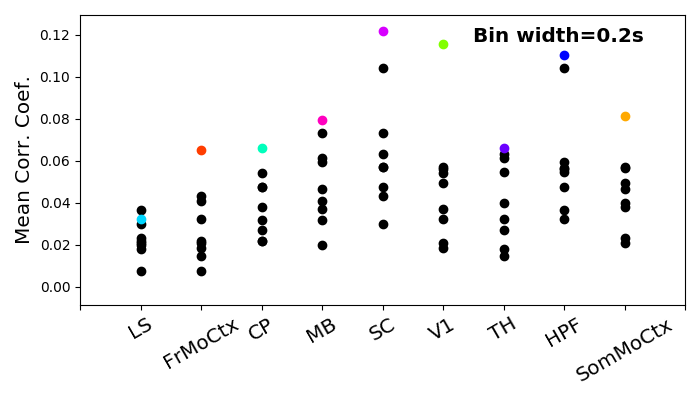 Bin width=0.2s
Mean Corr. Coef.
0.12
0.10
0.08
0.06
0.04
0.02
0.00
LS
FrMoCtx
CP
MB
SC
V1
TH
HPF
SomMoCtx